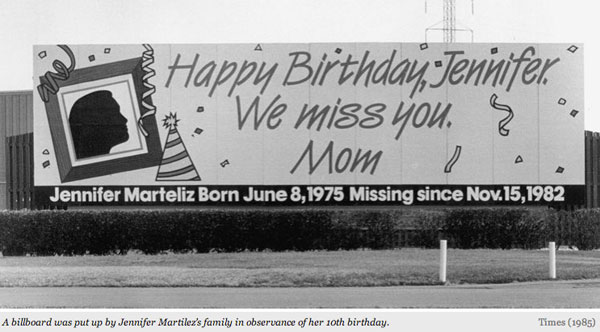 Happy Birthday, Jennifer.
We miss you.
Mom
Jennifer Marteliz Born June 8, 1975 Missing since Nov. 15, 1982
A billboard was put up by Jennifer Martilez's family in observance of her 10th birthday.
Times (1985)